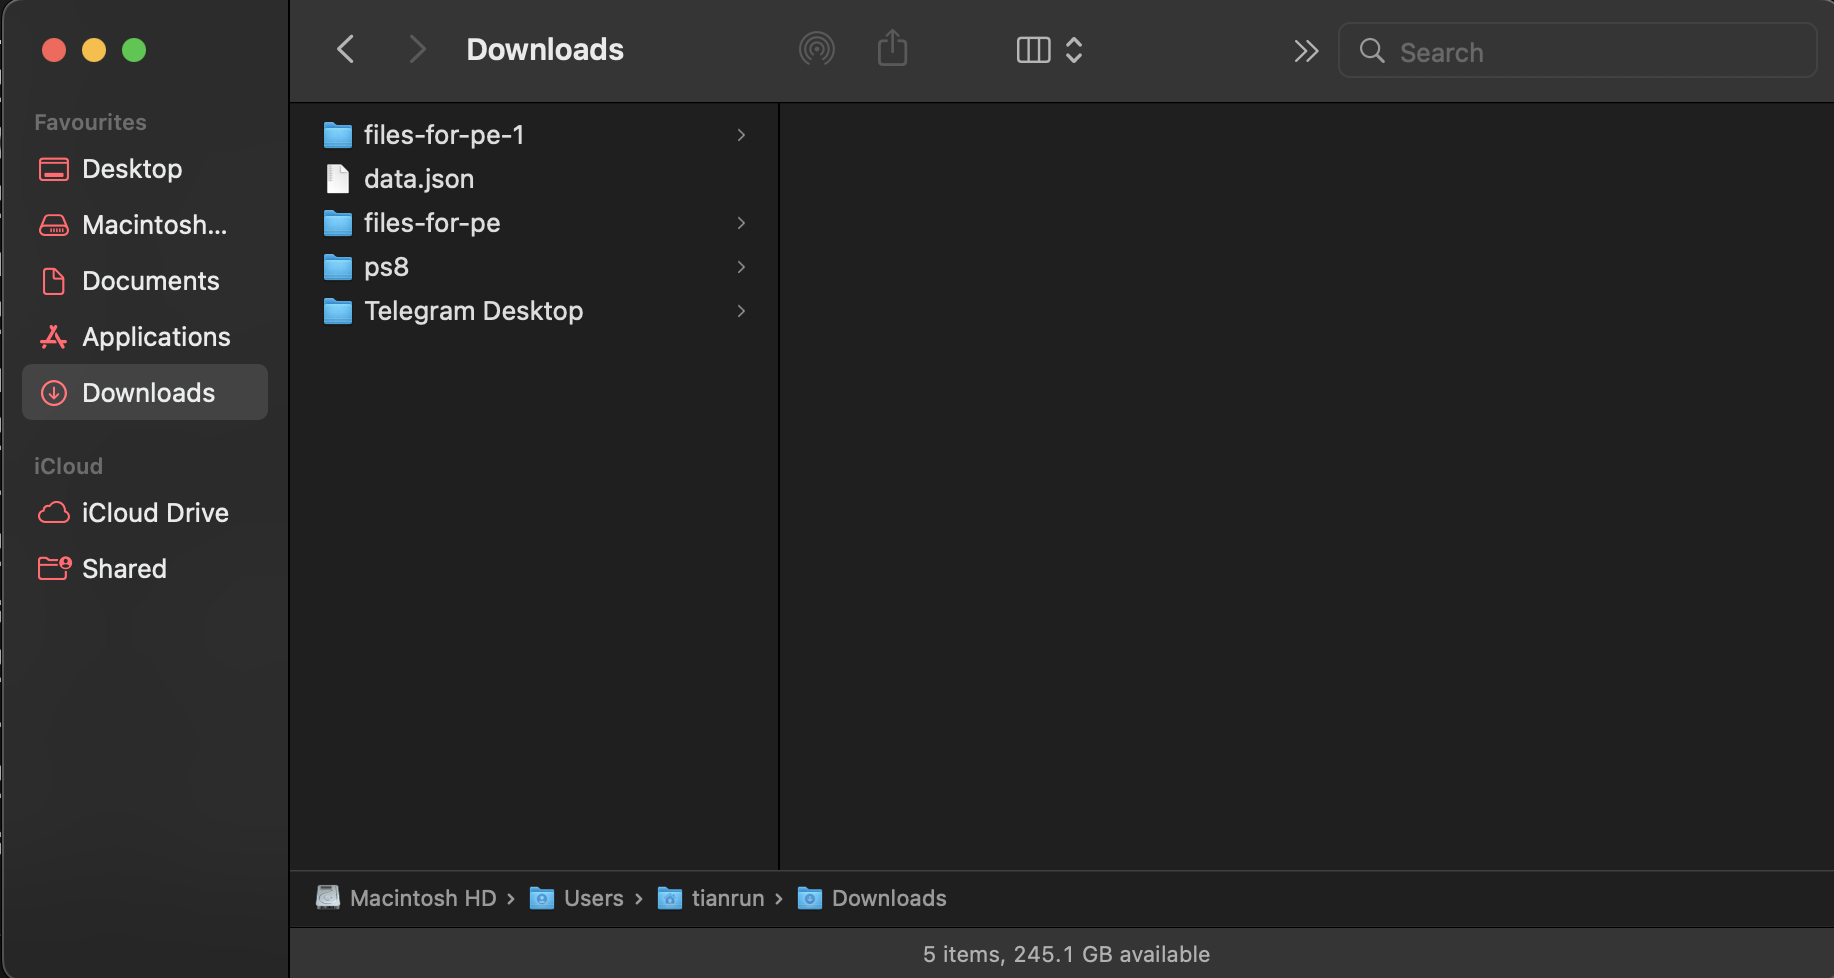 Downloads
Search
Favourites
Desktop
Macintosh...
Documents
Applications
Downloads
iCloud
iCloud Drive
Shared
files-for-pe-1
data.json
files-for-pe
ps8
Telegram Desktop
Macintosh HD › Users › tianrun › Downloads
5 items, 245.1 GB available